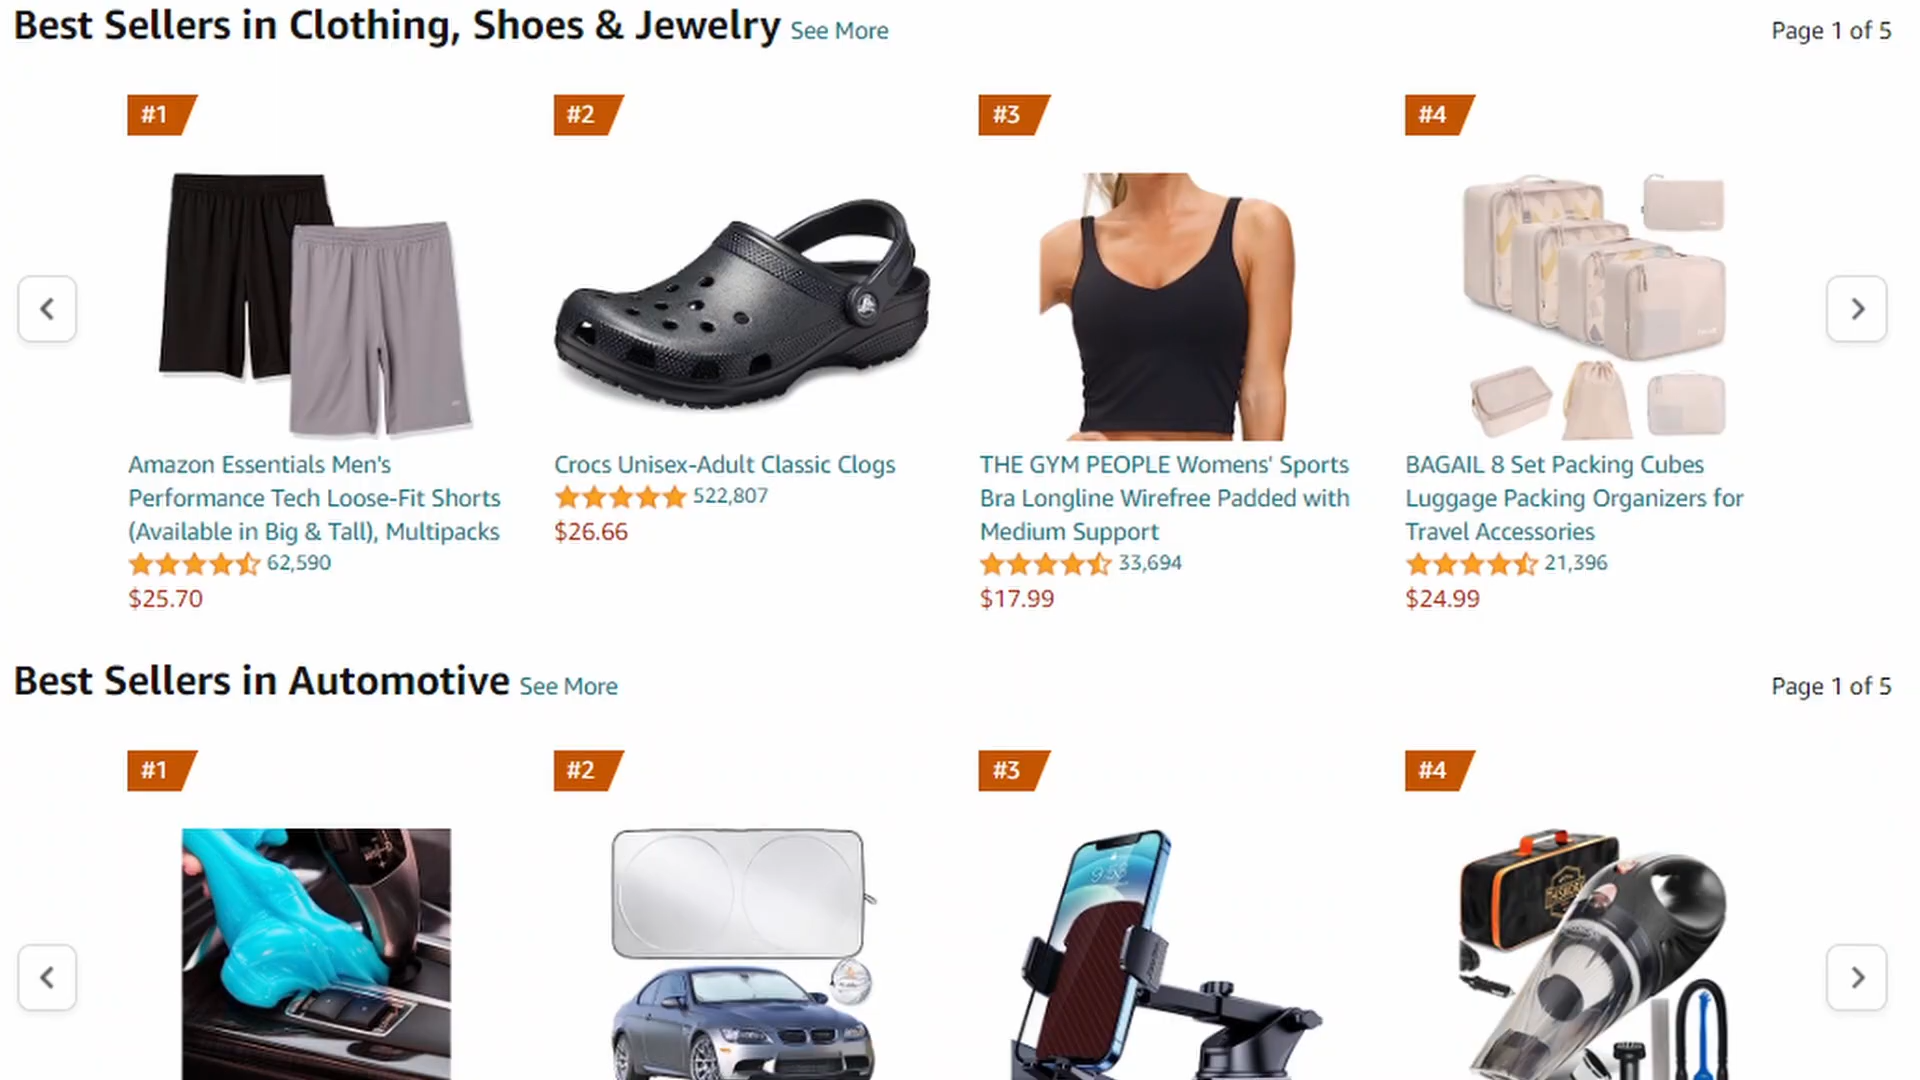 Best Sellers in Clothing, Shoes & Jewelry See More
Page 1 of 5
#1
#2
#3
#4
Amazon Essentials Men's
Performance Tech Loose-Fit Shorts
(Available in Big & Tall), Multipacks
62,590
$25.70
Crocs Unisex-Adult Classic Clogs
522,807
$26.66
THE GYM PEOPLE Womens' Sports
Bra Longline Wirefree Padded with
Medium Support
33,694
$17.99
BAGAIL 8 Set Packing Cubes
Luggage Packing Organizers for
Travel Accessories
21,396
$24.99
Best Sellers in Automotive See More
Page 1 of 5
#1
#2
#3
#4